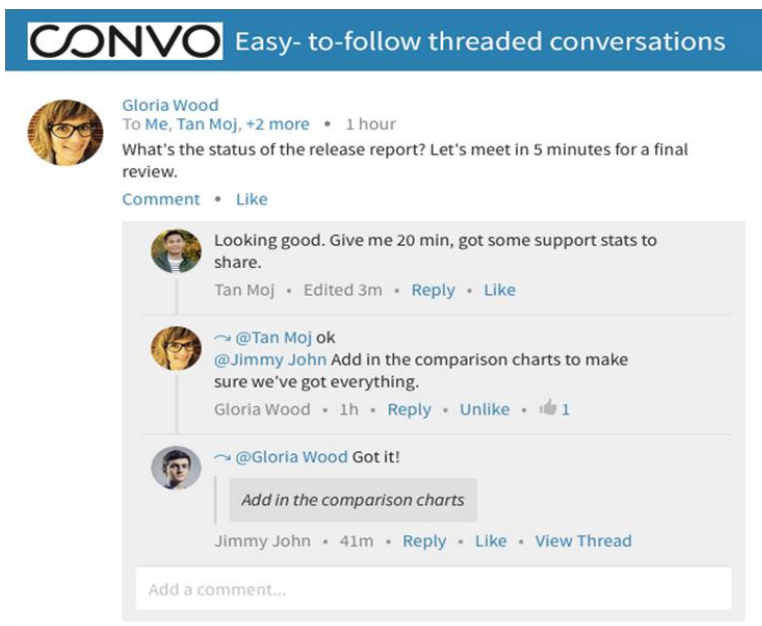 CONVO Easy- to-follow threaded conversations
Gloria Wood
To Me, Tan Moj, +2 more • 1 hour
What's the status of the release report? Let's meet in 5 minutes for a final
review.
Comment • Like
Looking good. Give me 20 min, got some support stats to
share.
Tan Moj • Edited 3m • Reply • Like
@Tan Moj ok
@Jimmy John Add in the comparison charts to make
sure we've got everything.
Gloria Wood • 1h • Reply • Unlike • 1
@Gloria Wood Got it!
Add in the comparison charts
Jimmy John • 41m • Reply • Like • View Thread
Add a comment...